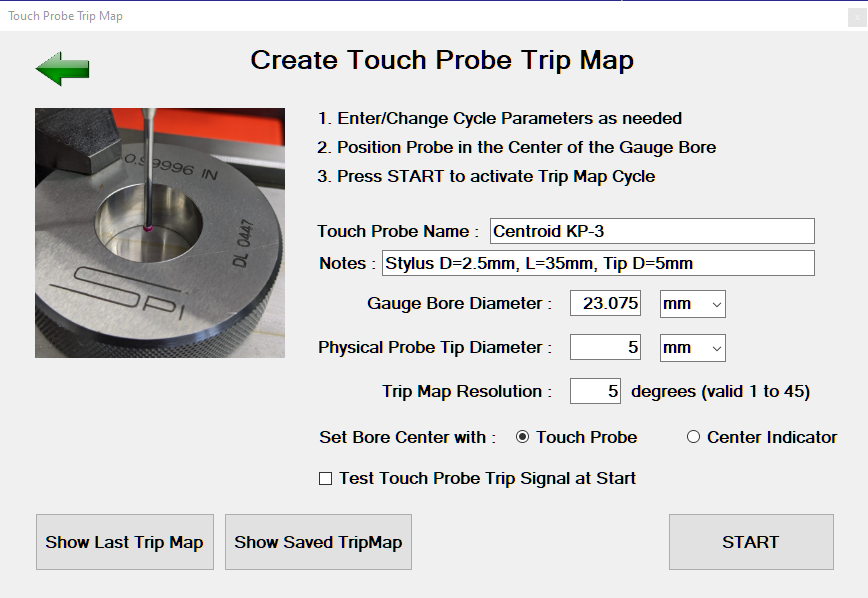 Touch Probe Trip Map
Create Touch Probe Trip Map
1. Enter/Change Cycle Parameters as needed
2. Position Probe in the Center of the Gauge Bore
3. Press START to activate Trip Map Cycle
0.99996 IN
DL 0447
SPI
Touch Probe Name : Centroid KP-3
Notes : Stylus D=2.5mm, L=35mm, Tip D=5mm
Gauge Bore Diameter : 23.075 mm
Physical Probe Tip Diameter : 5 mm
Trip Map Resolution : 5 degrees (valid 1 to 45)
Set Bore Center with : Touch Probe Center Indicator
Test Touch Probe Trip Signal at Start
Show Last Trip Map Show Saved TripMap START